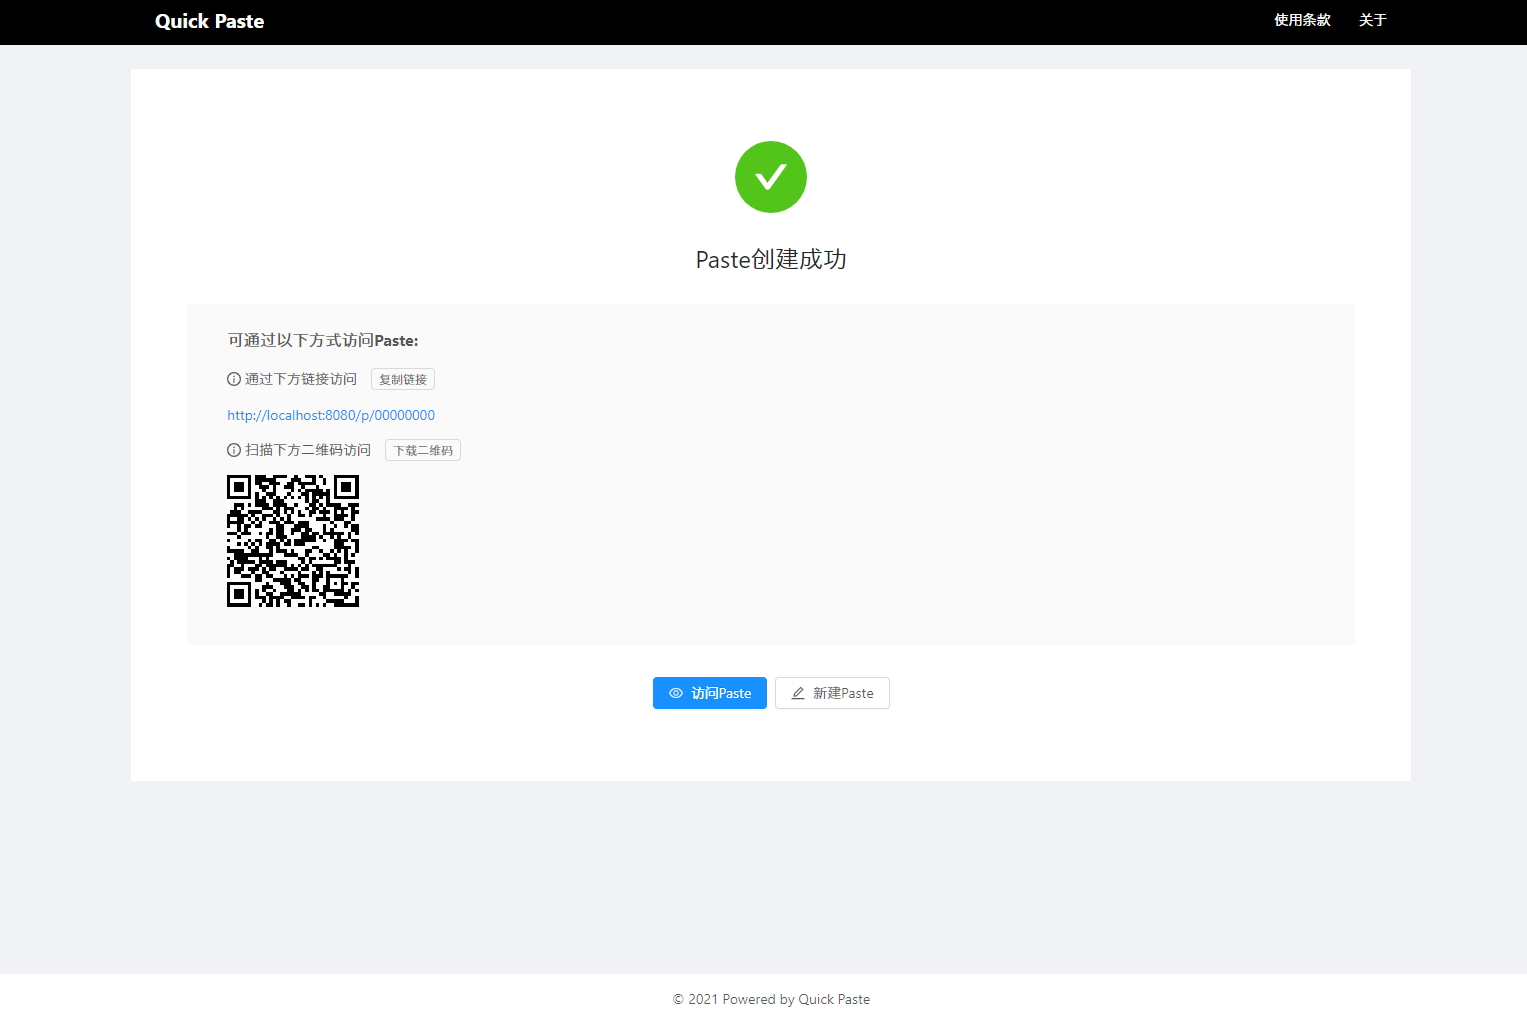 Quick Paste
使用条款 关于
Paste创建成功
可通过以下方式访问Paste:
通过下方链接访问 复制链接
http://localhost:8080/p/00000000
扫描下方二维码访问 下载二维码
访问Paste 新建Paste
© 2021 Powered by Quick Paste